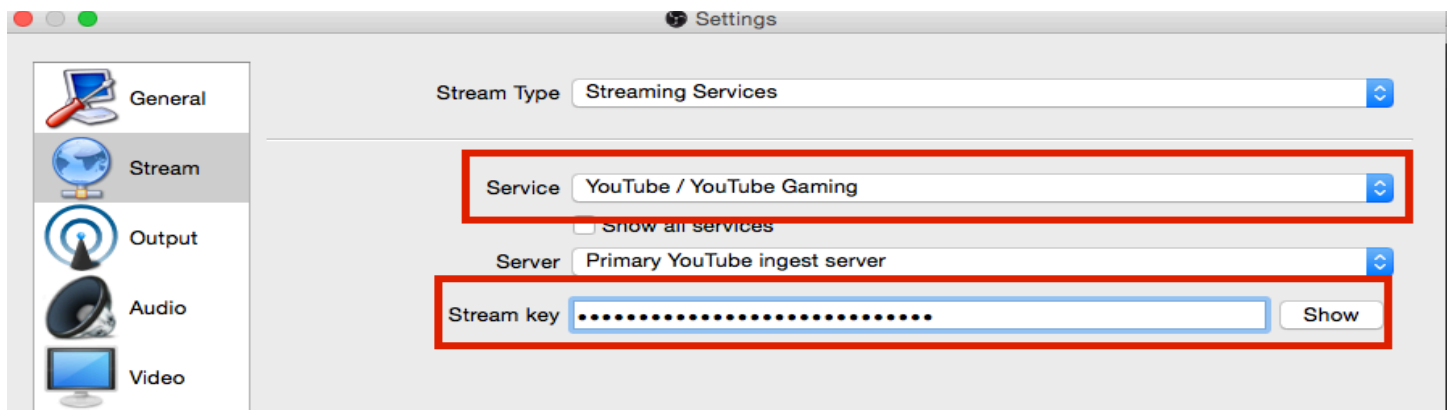 Settings
General
Stream
Output
Audio
Video
Stream Type Streaming Services
Service YouTube / YouTube Gaming
Show all services
Server Primary YouTube ingest server
Stream key ••••••••••••••••••••••••••••• Show